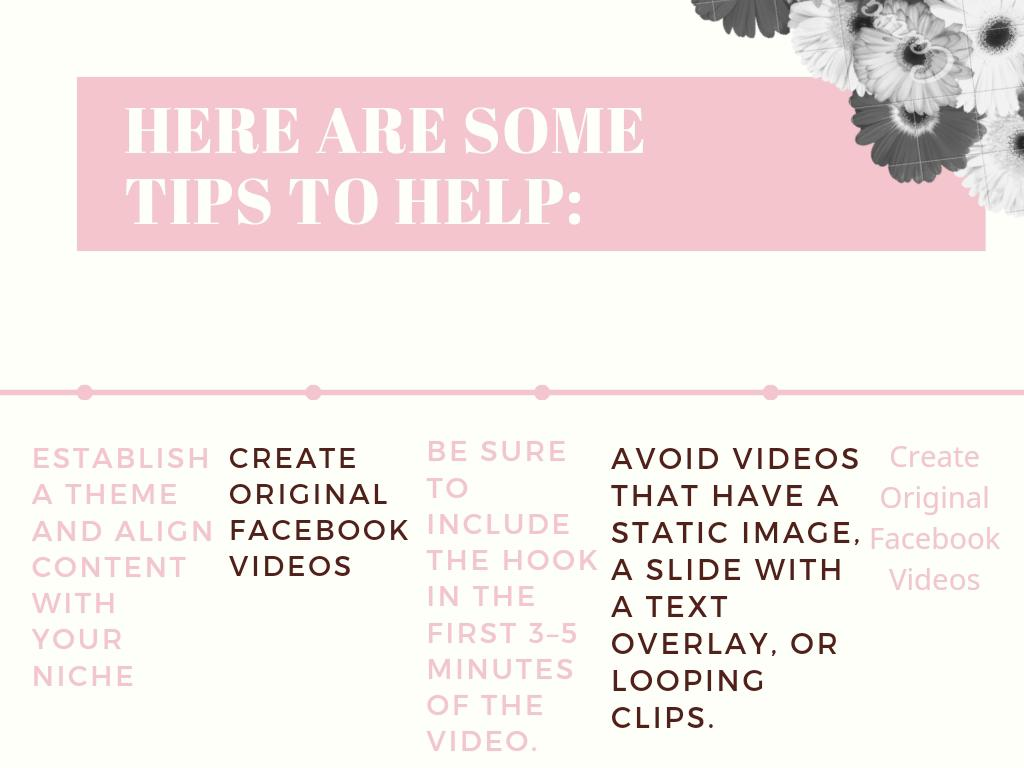 HERE ARE SOME
TIPS TO HELP:
ESTABLISH
A THEME
AND ALIGN
CONTENT
WITH
YOUR
NICHE
CREATE
ORIGINAL
FACEBOOK
VIDEOS
BE SURE
TO
INCLUDE
THE HOOK
IN THE
FIRST 3–5
MINUTES
OF THE
VIDEO.
AVOID VIDEOS
THAT HAVE A
STATIC IMAGE,
A SLIDE WITH
A TEXT
OVERLAY, OR
LOOPING
CLIPS.
Create
Original
Facebook
Videos